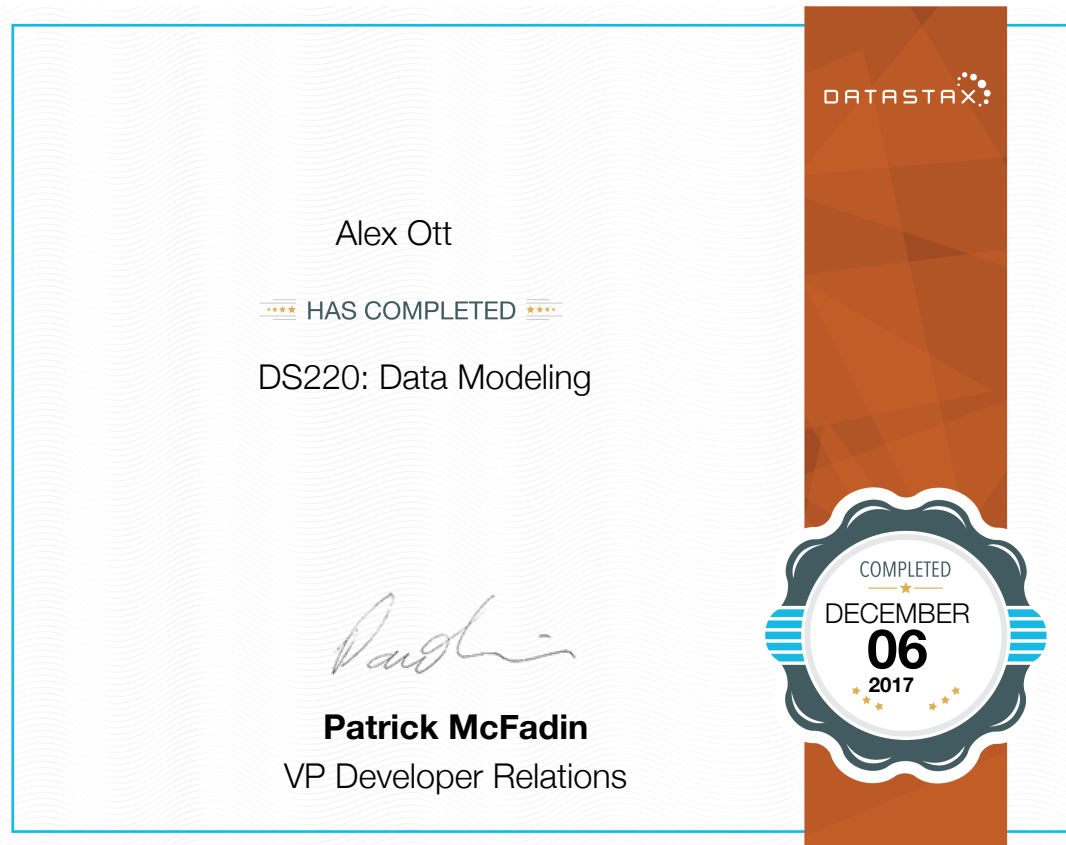 DATASTAX
Alex Ott
HAS COMPLETED
DS220: Data Modeling
Patrick McFadin
VP Developer Relations
COMPLETED
DECEMBER
06
2017